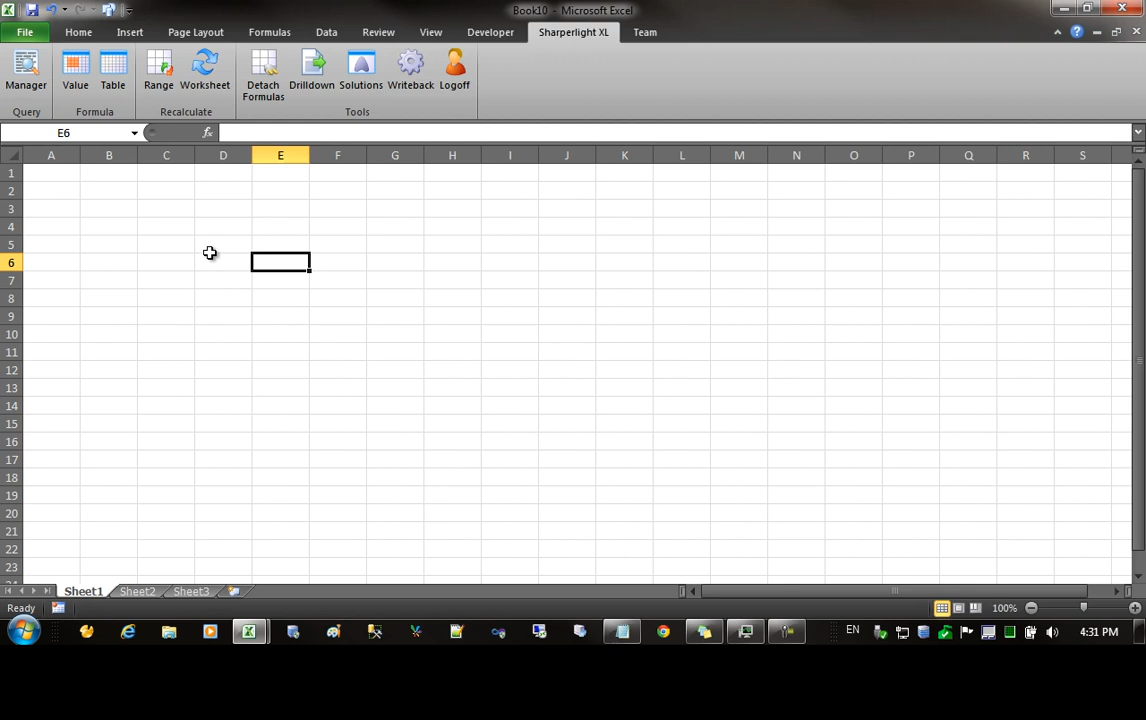 Book10 - Microsoft Excel
File Home Insert Page Layout Formulas Data Review View Developer Sharperlight XL Team
Manager Value Table Range Worksheet Detach Formulas Drilldown Solutions Writeback Logoff
Query Formula Recalculate Tools
E6 fx
A B C D E F G H I J K L M N O P Q R S
1
2
3
4
5
6
7
8
9
10
11
12
13
14
15
16
17
18
19
20
21
22
23
Sheet1 Sheet2 Sheet3
Ready 100%
EN 4:31 PM